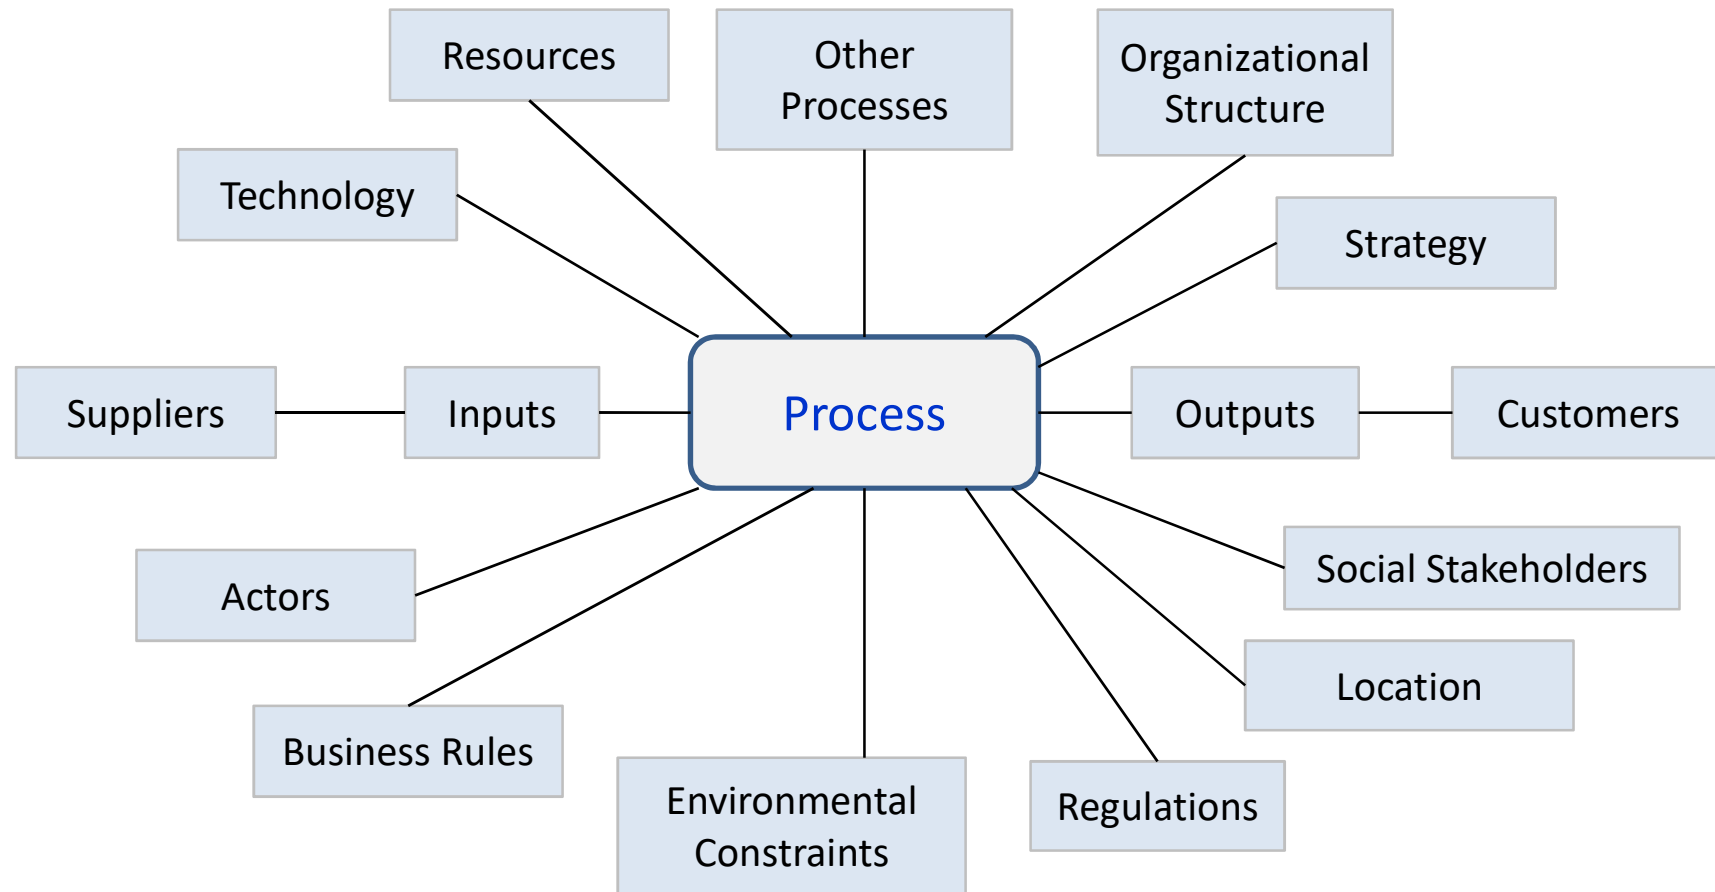 Resources
Other
Processes
Organizational
Structure
Technology
Strategy
Suppliers
Inputs
Process
Outputs
Customers
Actors
Social Stakeholders
Location
Business Rules
Environmental
Constraints
Regulations